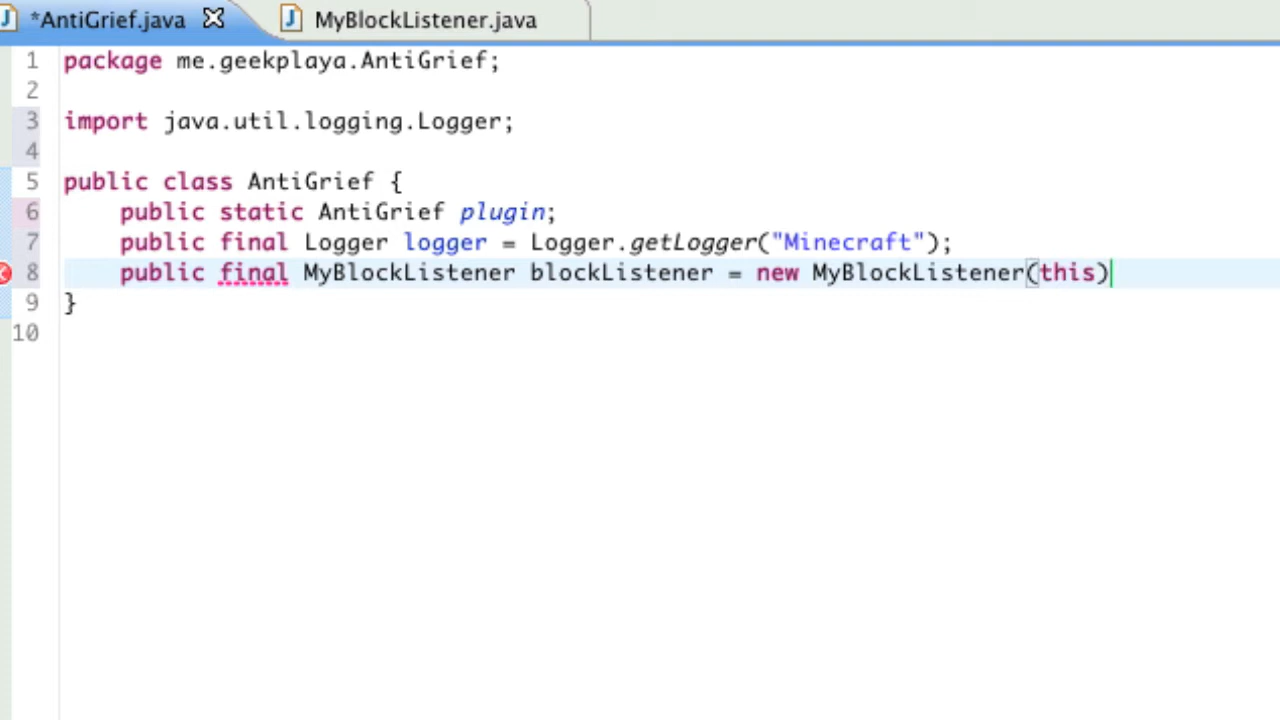 *AntiGrief.java MyBlockListener.java
1 package me.geekplaya.AntiGrief;
2
3 import java.util.logging.Logger;
4
5 public class AntiGrief {
6 public static AntiGrief plugin;
7 public final Logger logger = Logger.getLogger("Minecraft");
8 public final MyBlockListener blockListener = new MyBlockListener(this)
9 }
10